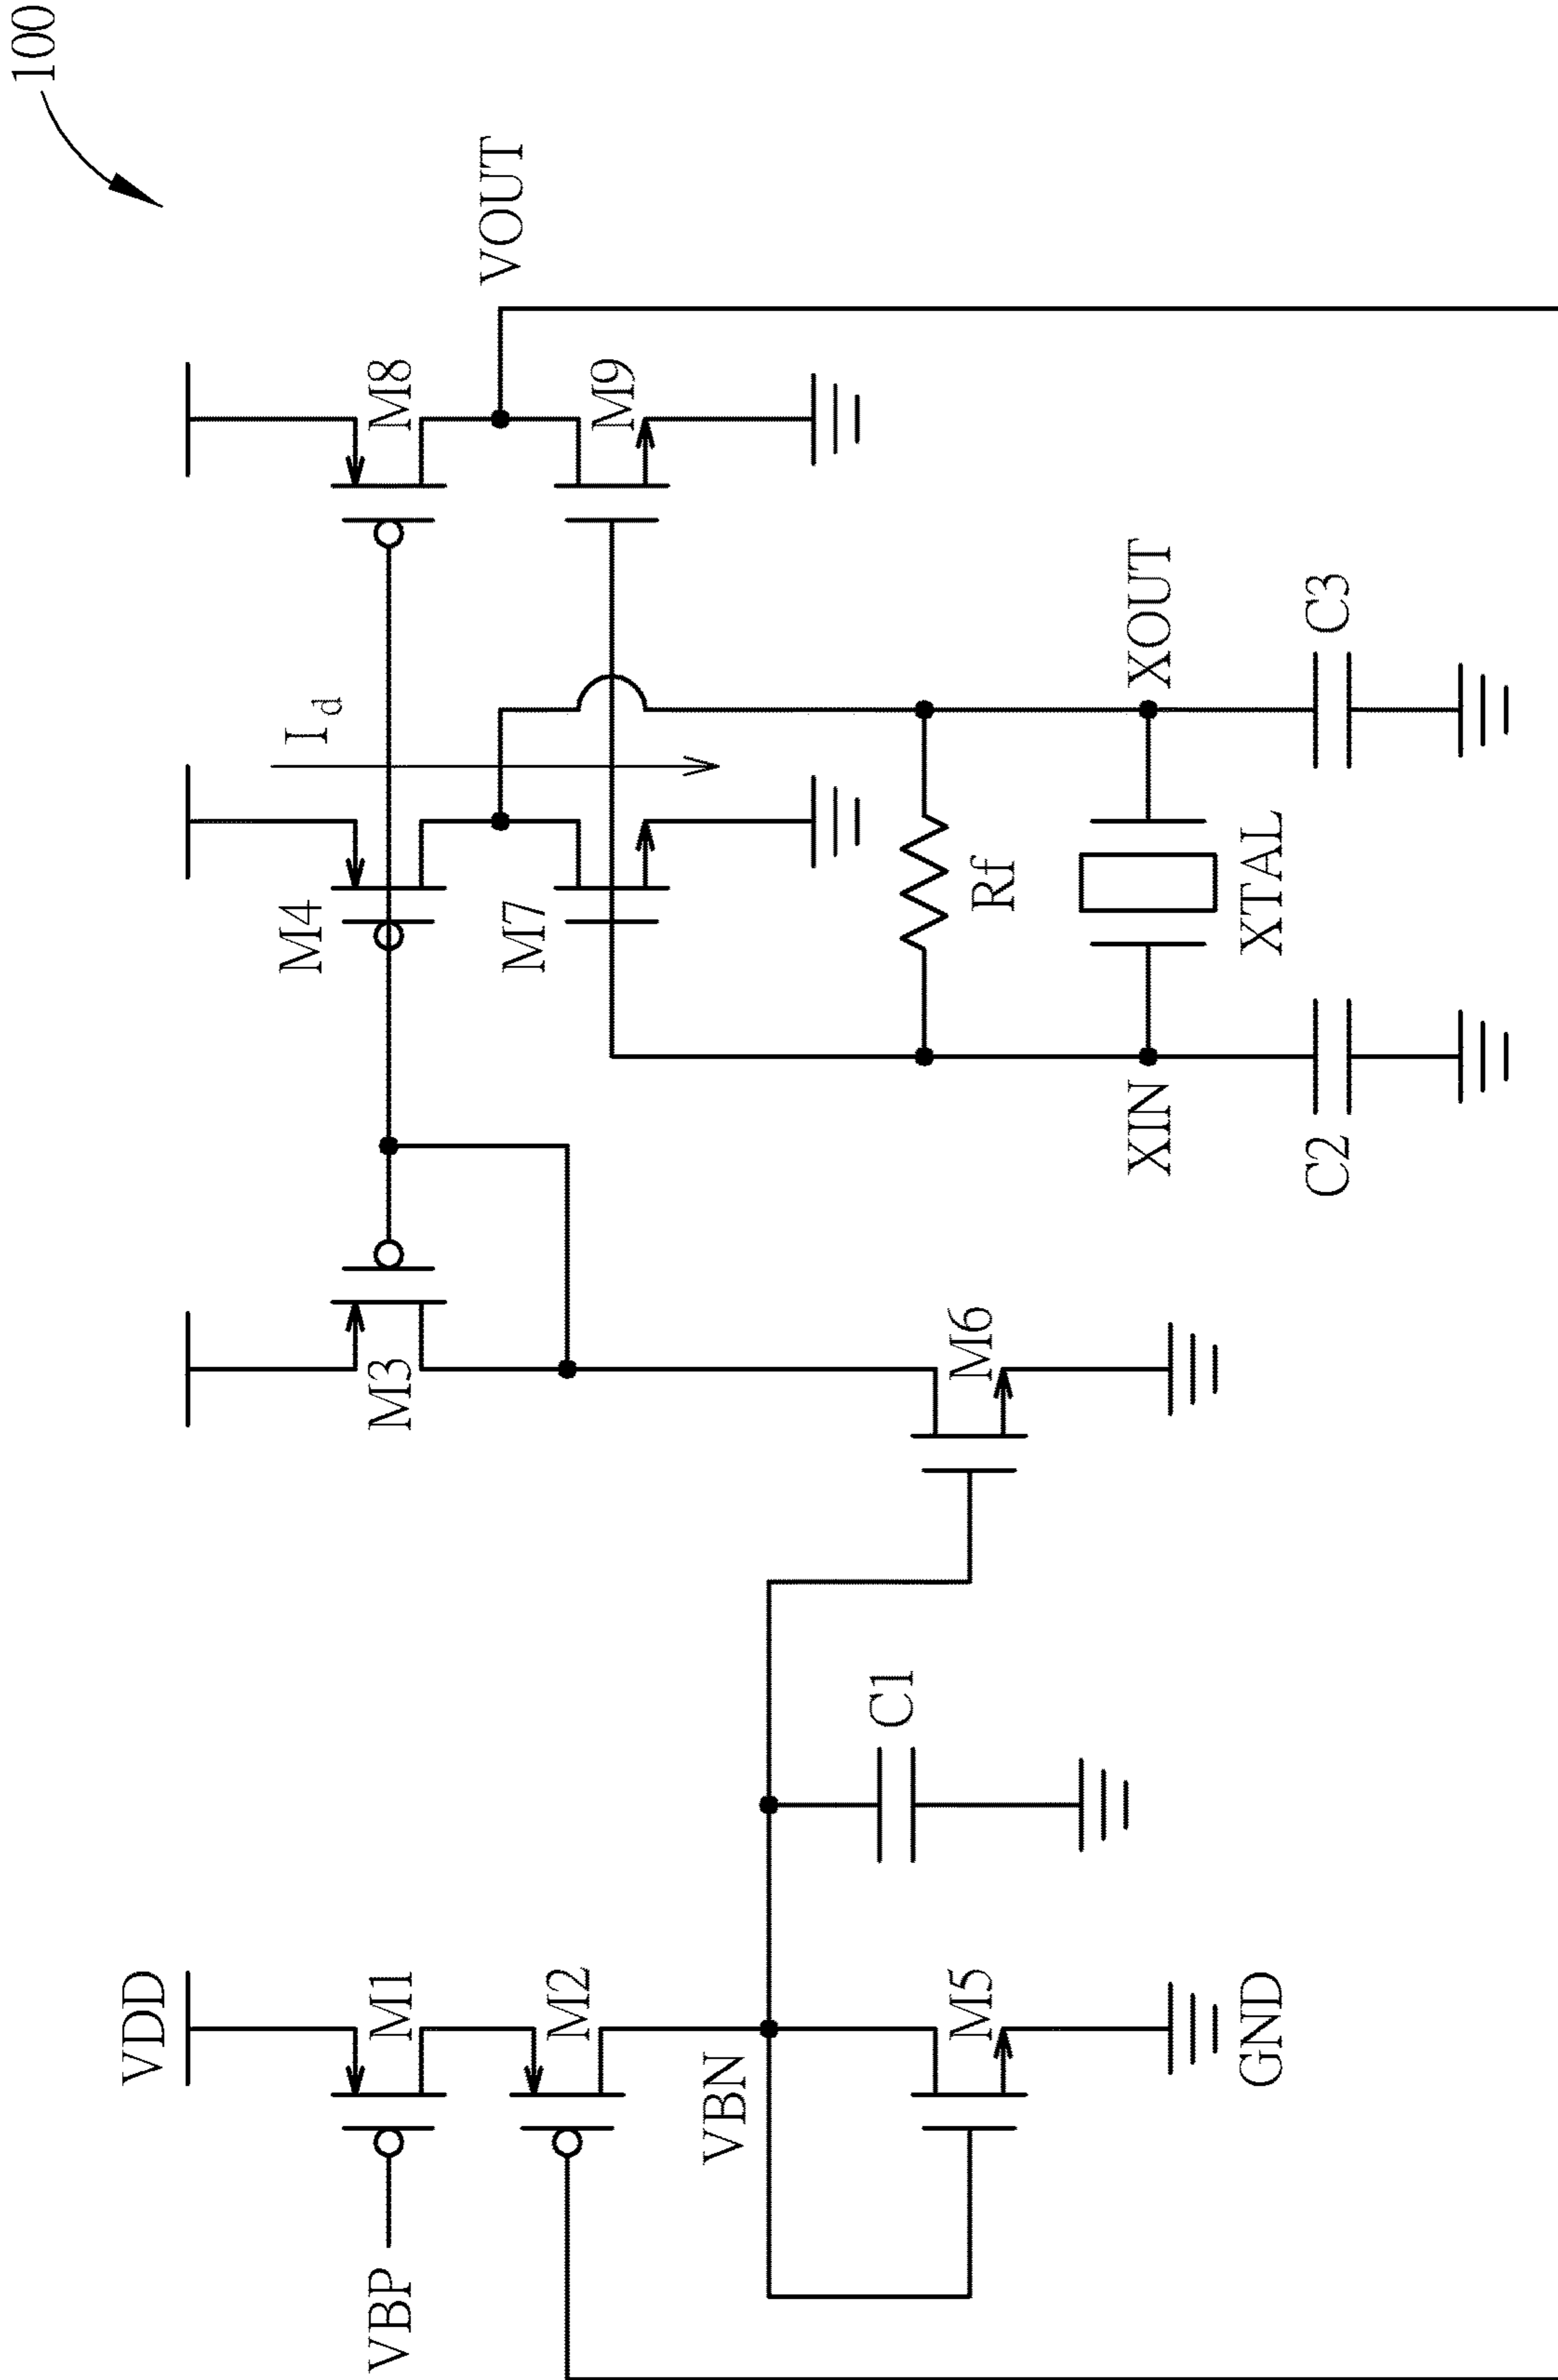 100
VDD
VBP
M1
M2
VBN
M5
GND
C1
M3
M6
M4
I d
M7
M8
M9
VOUT
Rf
XIN
XOUT
XTAL
C2
C3